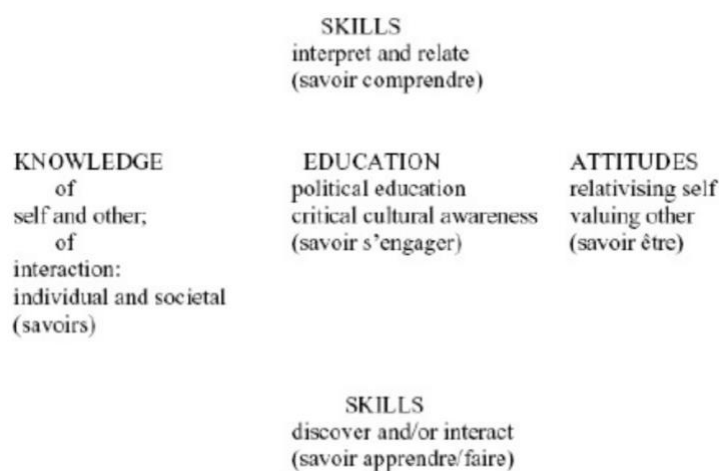 SKILLS
interpret and relate
(savoir comprendre)
KNOWLEDGE
of
self and other;
of
interaction:
individual and societal
(savoirs)
EDUCATION
political education
critical cultural awareness
(savoir s'engager)
ATTITUDES
relativising self
valuing other
(savoir être)
SKILLS
discover and/or interact
(savoir apprendre/faire)